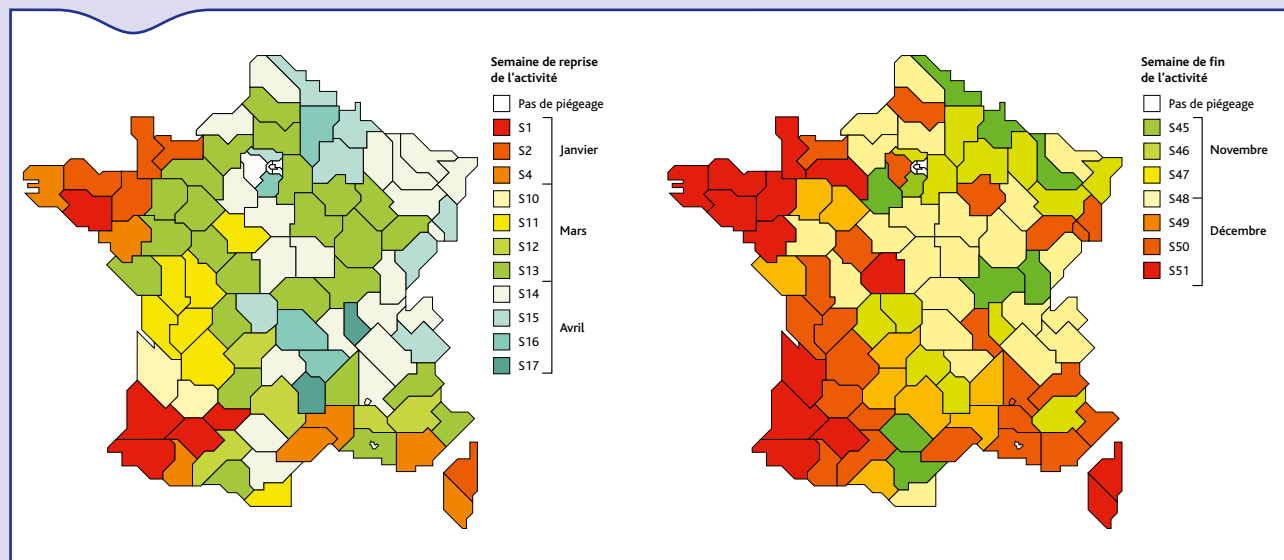 Semaine de reprise
de l'activité
Pas de piégeage
S1
S2
S4
Janvier
S10
S11
S12
S13
Mars
S14
S15
S16
S17
Avril
Semaine de fin
de l'activité
Pas de piégeage
S45
S46
S47
Novembre
S48
S49
S50
S51
Décembre